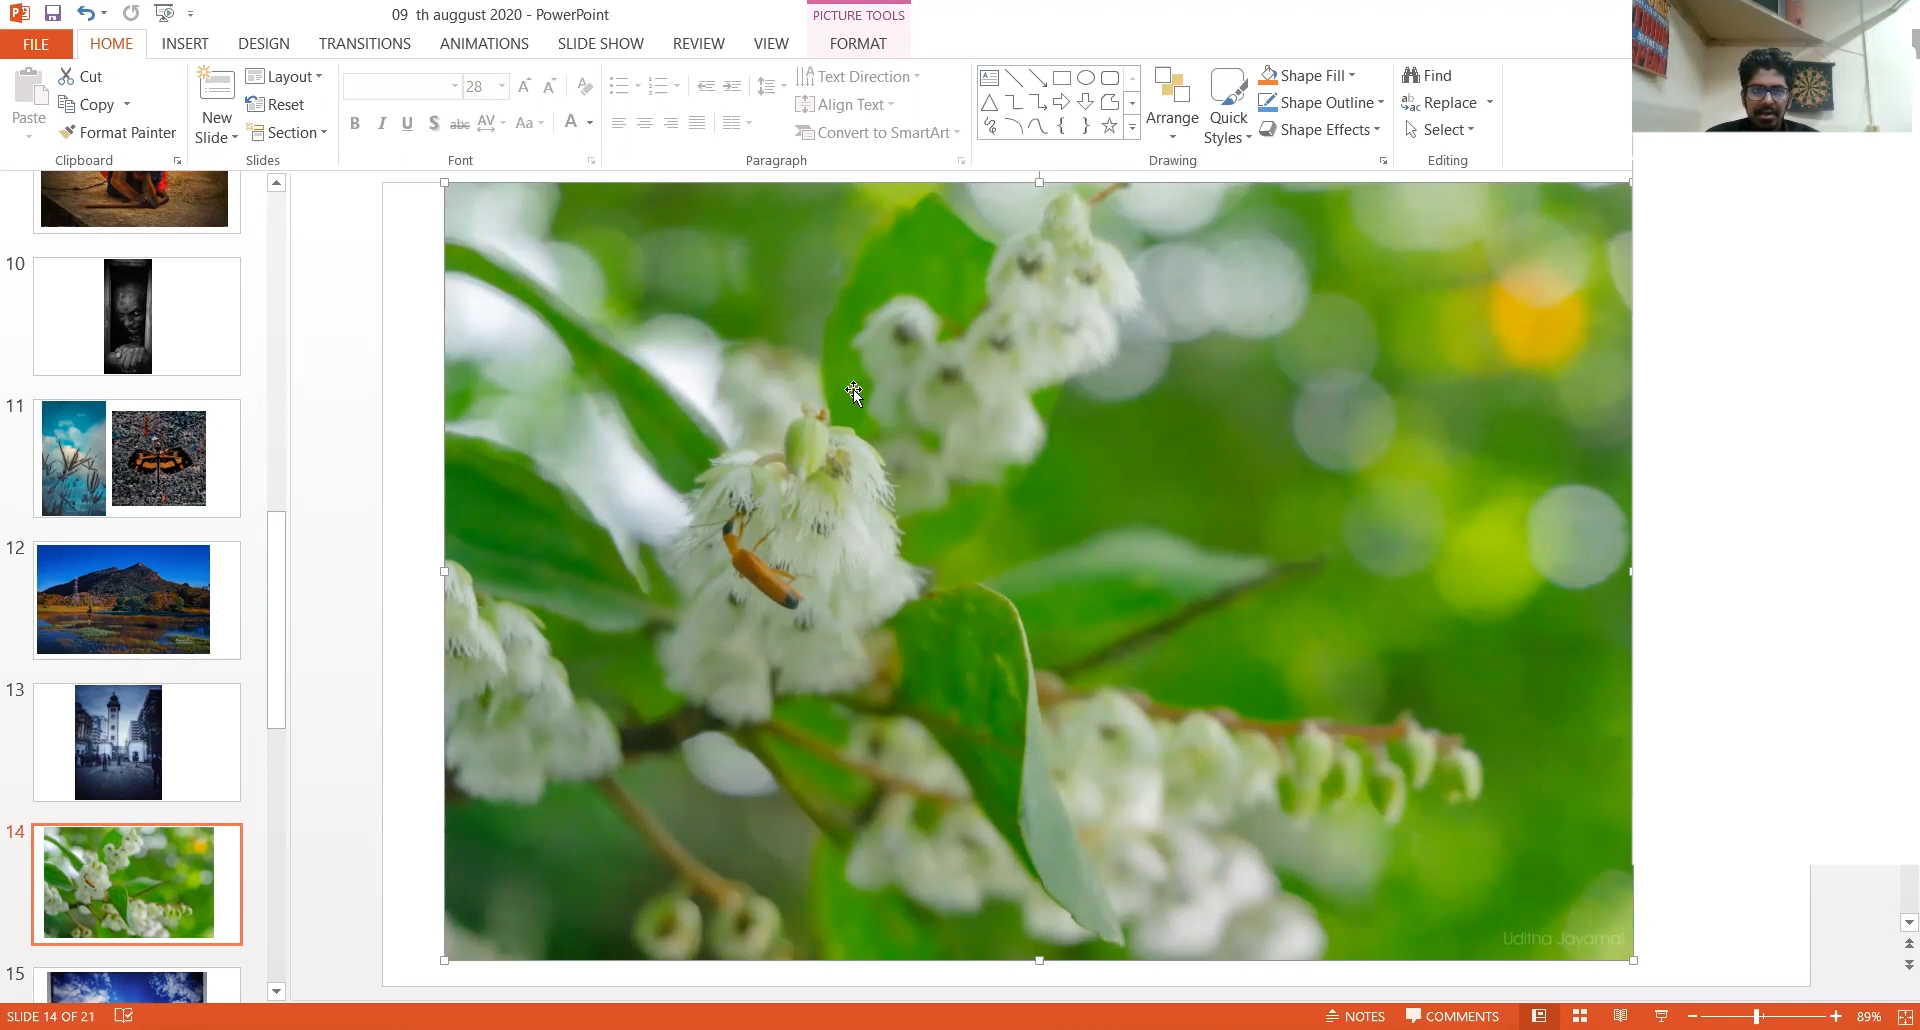 09 th auggust 2020 - PowerPoint
PICTURE TOOLS
FILE
HOME
INSERT
DESIGN
TRANSITIONS
ANIMATIONS
SLIDE SHOW
REVIEW
VIEW
FORMAT
Paste
Cut
Copy
Format Painter
Clipboard
New
Slide
Layout
Reset
Section
Slides
28
B I U S abc AV Aa A
Font
Text Direction
Align Text
Convert to SmartArt
Paragraph
Arrange
Quick
Styles
Shape Fill
Shape Outline
Shape Effects
Drawing
Find
Replace
Select
Editing
10
11
12
13
14
15
Uditha Jayamal
SLIDE 14 OF 21
NOTES
COMMENTS
89%